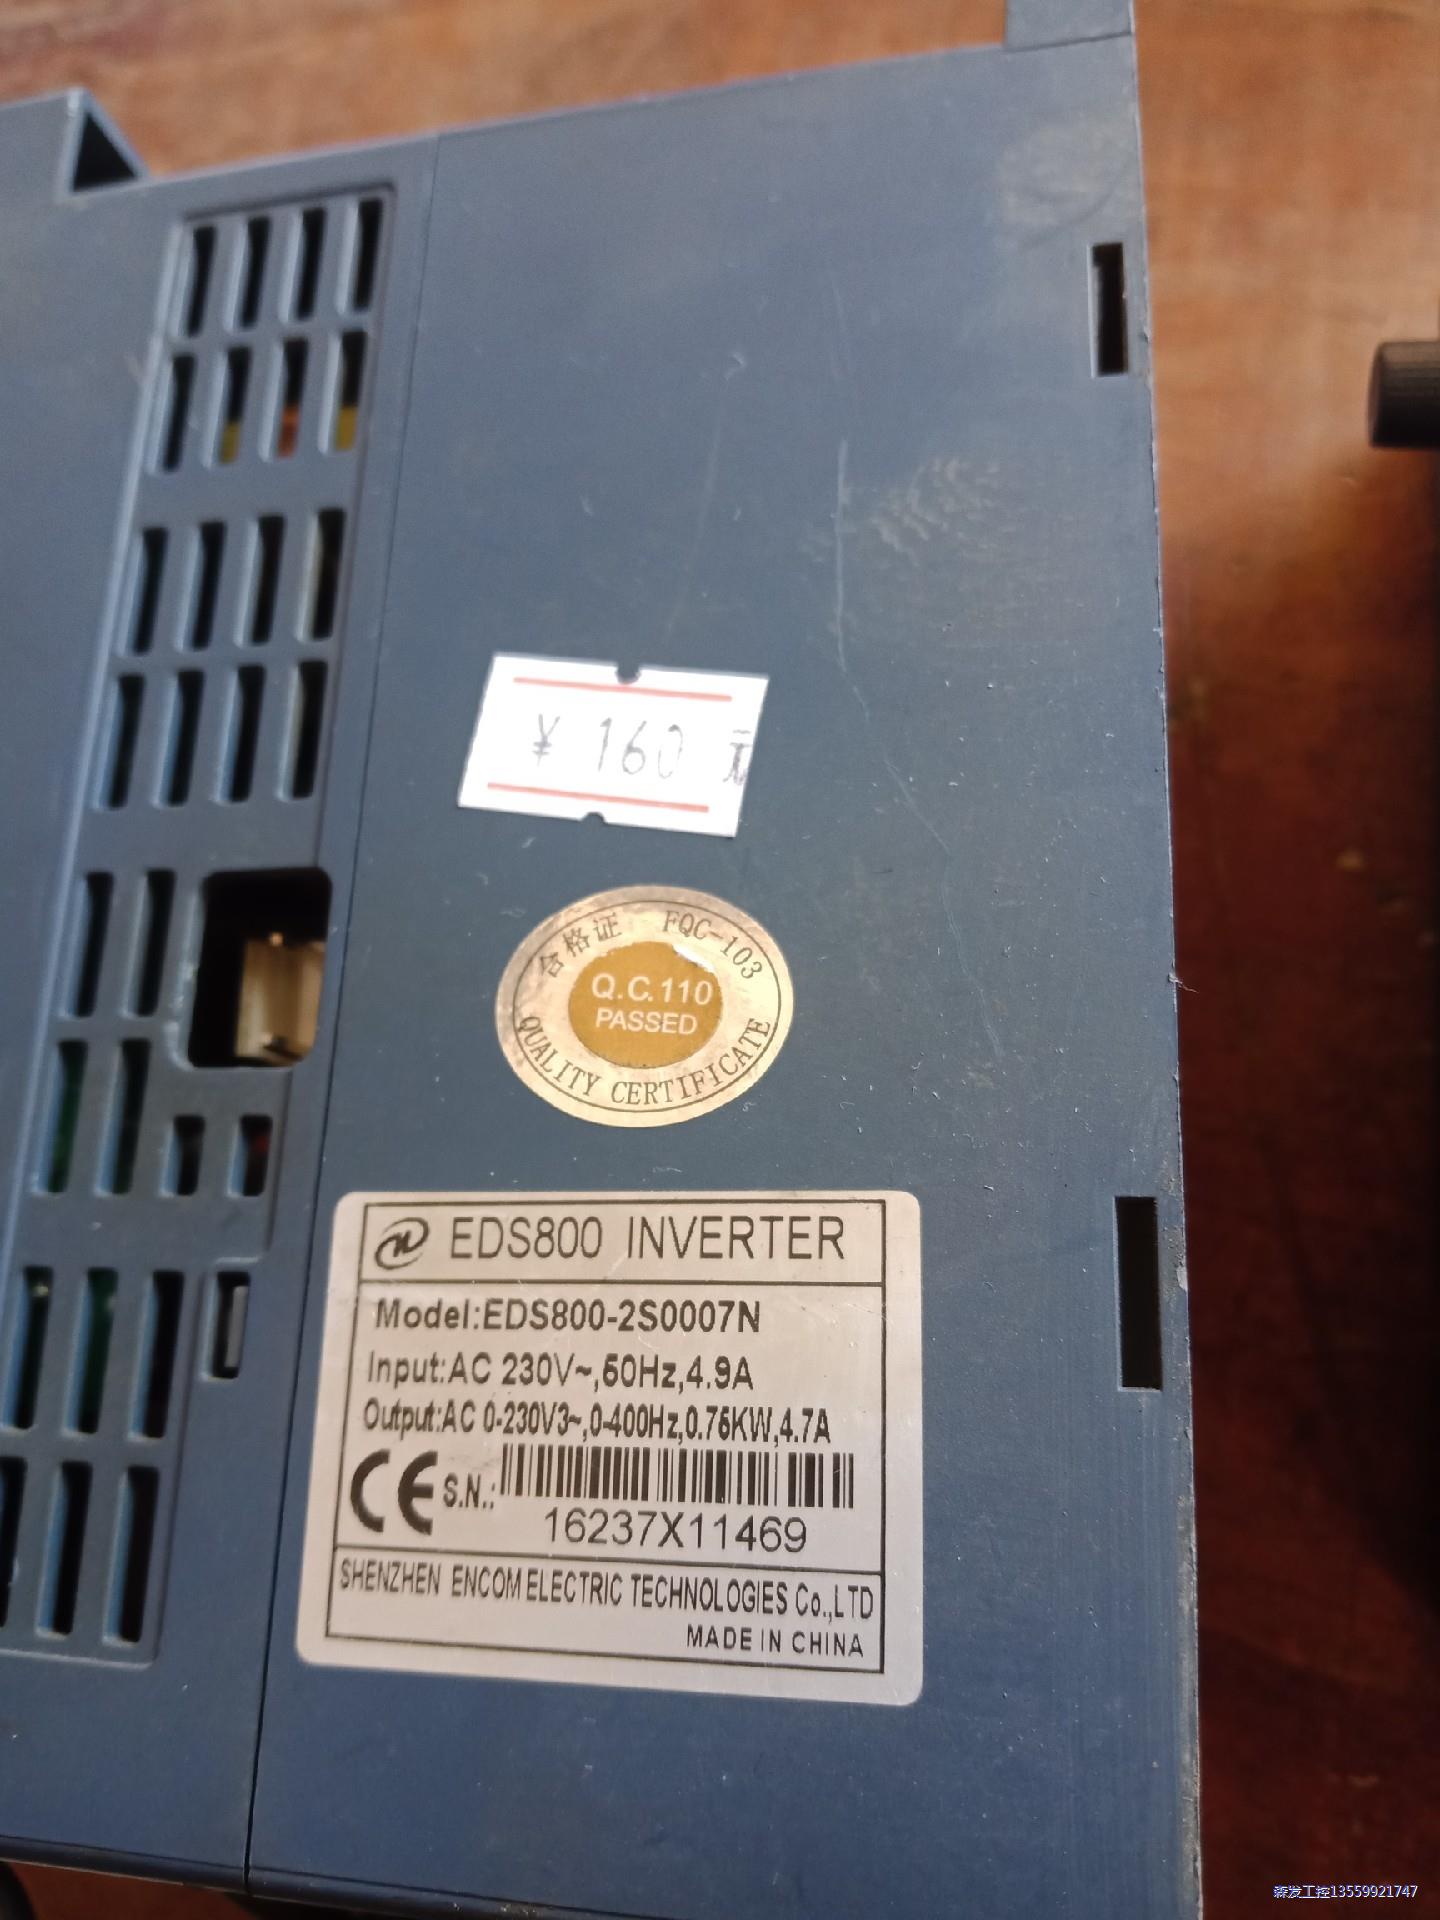 ¥ 160 元
合格证 FQC-103
Q.C.110
PASSED
QUALITY CERTIFICATE
EDS800 INVERTER
Model:EDS800-2S0007N
Input:AC 230V~,50Hz,4.9A
Output:AC 0-230V3~,0-400Hz,0.75KW,4.7A
CE S.N.:
16237X11469
SHENZHEN ENCOM ELECTRIC TECHNOLOGIES Co.,LTD
MADE IN CHINA
森发工控13559921747